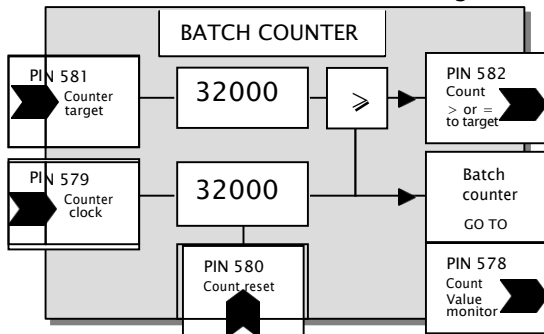 BATCH COUNTER
PIN 581
Counter
target
32000
⩾
PIN 582
Count
> or =
to target
PIN 579
Counter
clock
32000
Batch
counter
GO TO
PIN 580
Count reset
PIN 578
Count
Value
monitor